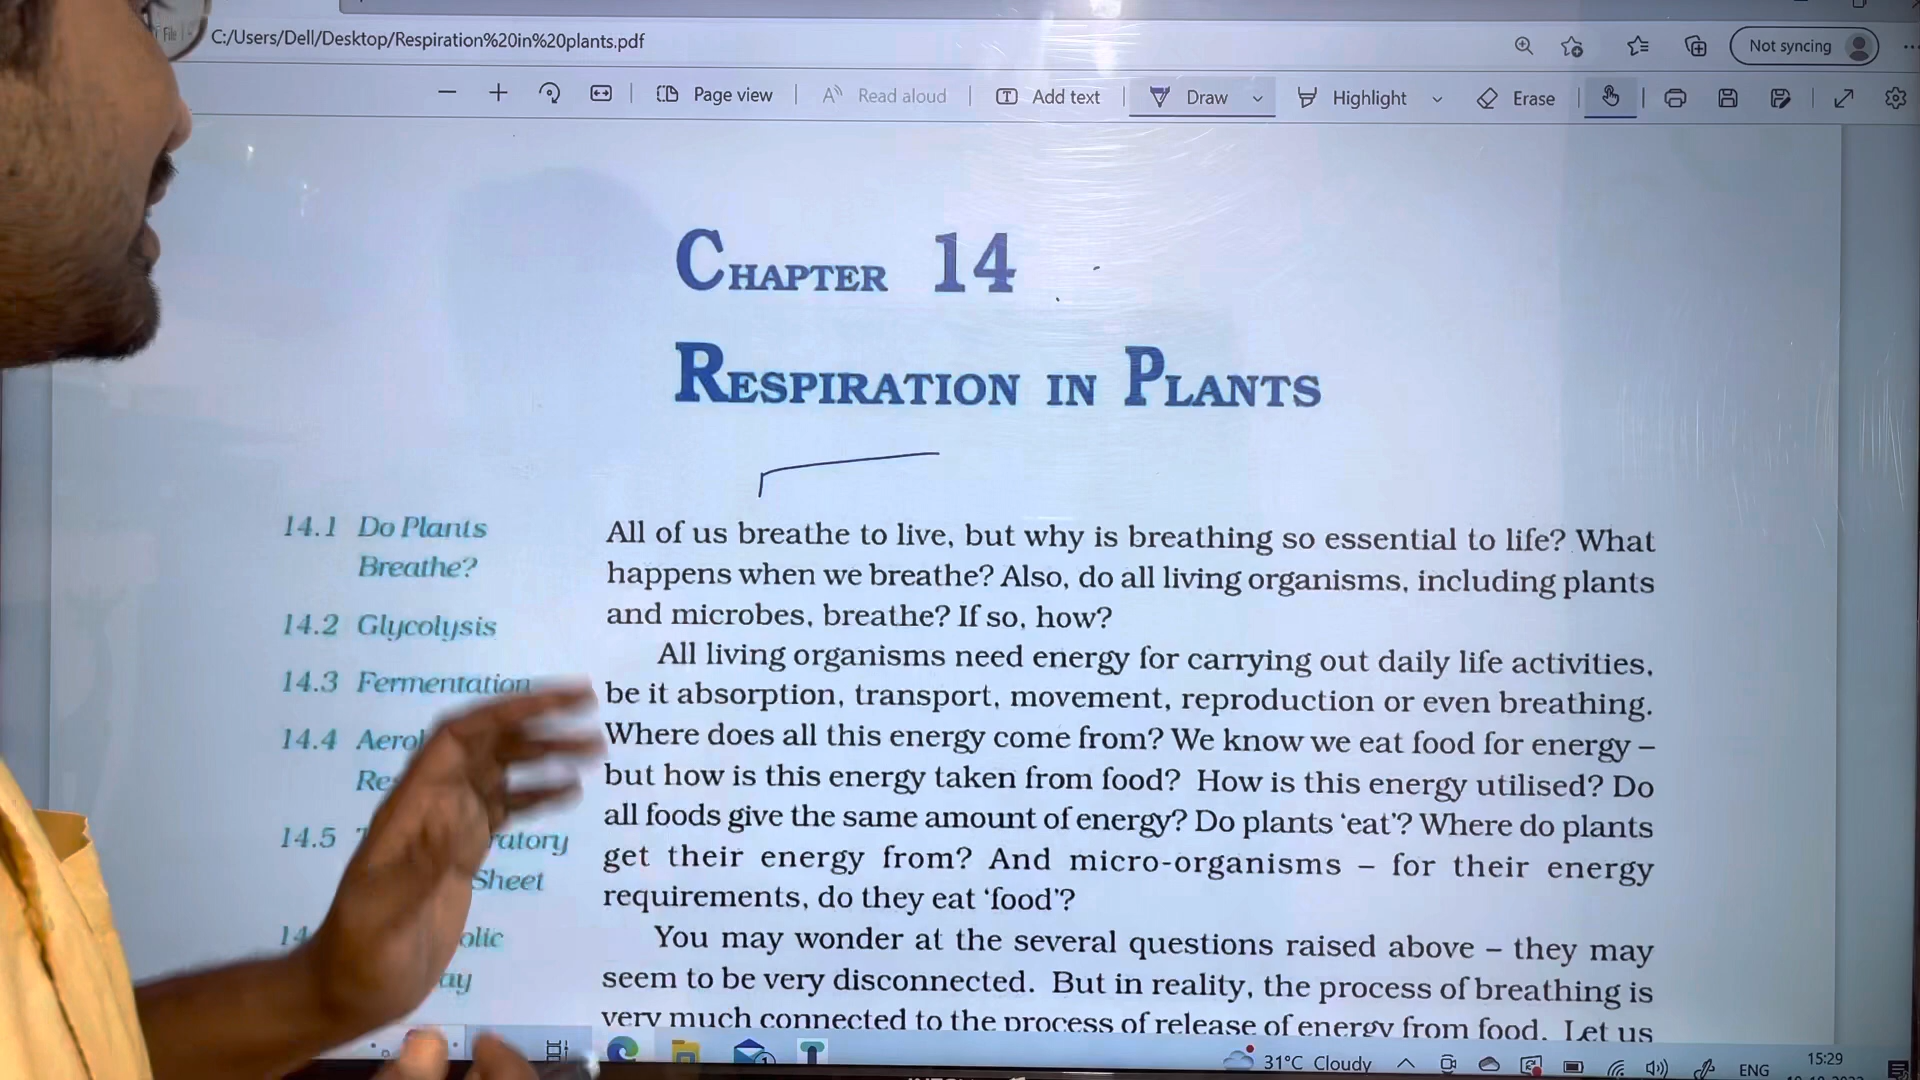 File
C:/Users/Dell/Desktop/Respiration%20in%20plants.pdf
Not syncing
Page view
Read aloud
Add text
Draw
Highlight
Erase
CHAPTER 14
RESPIRATION IN PLANTS
14.1 Do Plants
Breathe?
14.2 Glycolysis
14.3 Fermentation
14.4
14.5
Sheet
All of us breathe to live, but why is breathing so essential to life? What
happens when we breathe? Also, do all living organisms, including plants
and microbes, breathe? If so, how?
All living organisms need energy for carrying out daily life activities,
be it absorption, transport, movement, reproduction or even breathing.
Where does all this energy come from? We know we eat food for energy –
but how is this energy taken from food? How is this energy utilised? Do
all foods give the same amount of energy? Do plants ‘eat’? Where do plants
get their energy from? And micro-organisms – for their energy
requirements, do they eat ‘food’?
You may wonder at the several questions raised above – they may
seem to be very disconnected. But in reality, the process of breathing is
very much connected to the process of release of energy from food. Let us
31°C Cloudy
ENG
15:29